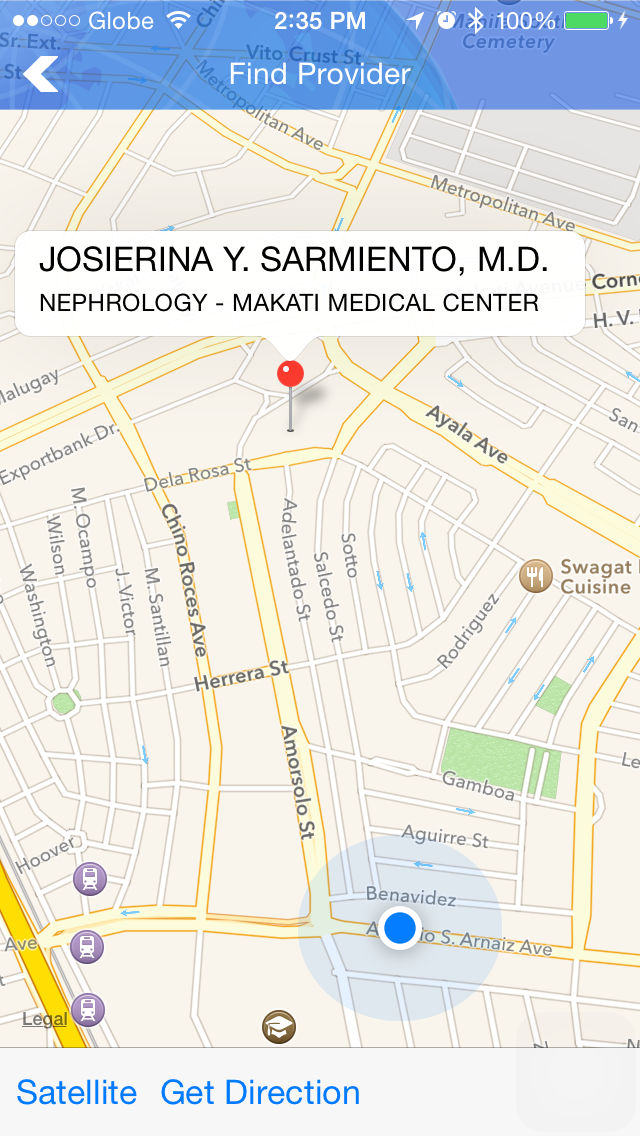 Globe 2:35 PM 100%
Find Provider
Cemetery
Sr. Ext.
St
Vito Crust St
Metropolitan Ave
Metropolitan Ave
JOSIERINA Y. SARMIENTO, M.D.
NEPHROLOGY - MAKATI MEDICAL CENTER
Corn
H. V.
Malugay
Ayala Ave
San
Exportbank Dr.
Dela Rosa St
M. Ocampo
Wilson
Washington
J. Victor
M. Santillan
Chino Roces Ave
Adelantado St
Salcedo St
Sotto
Swagat
Cuisine
Rodriguez
Herrera St
Amorsolo St
Le
Gamboa
Aguirre St
Hoover
Benavidez
S. Arnaiz Ave
Ave
Legal
Satellite Get Direction